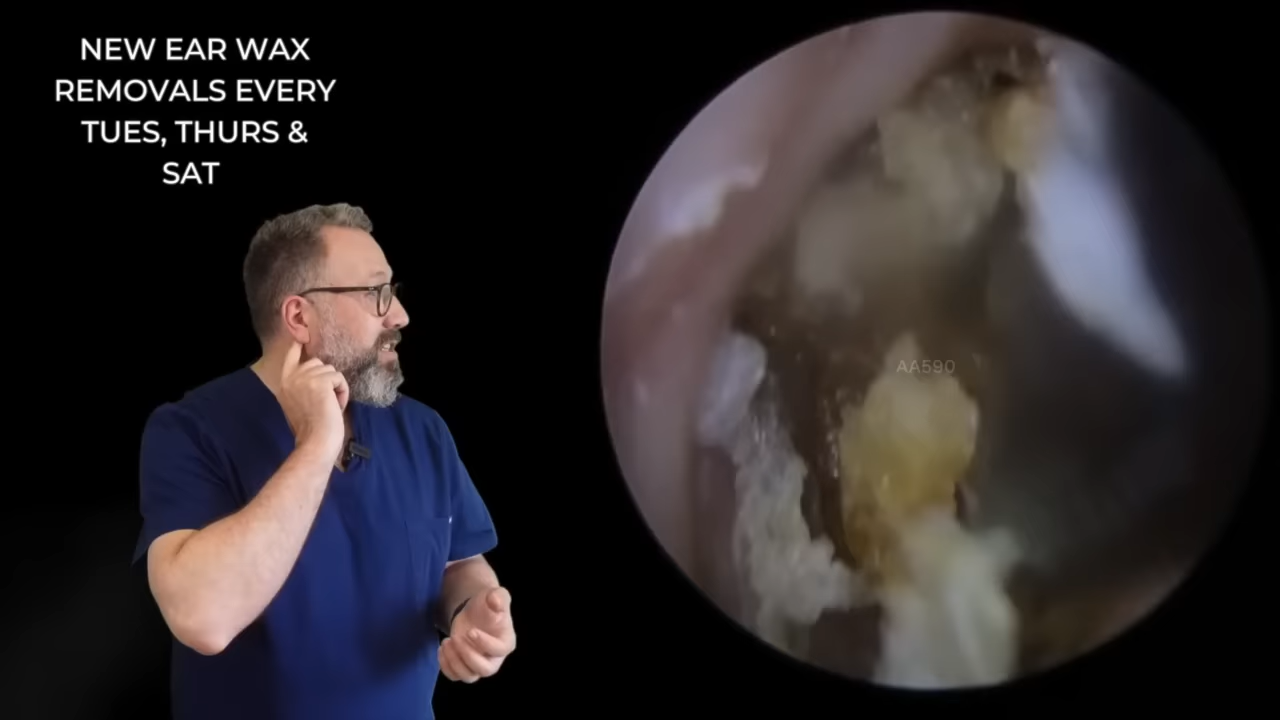 NEW EAR WAX
REMOVALS EVERY
TUES, THURS &
SAT
AA590